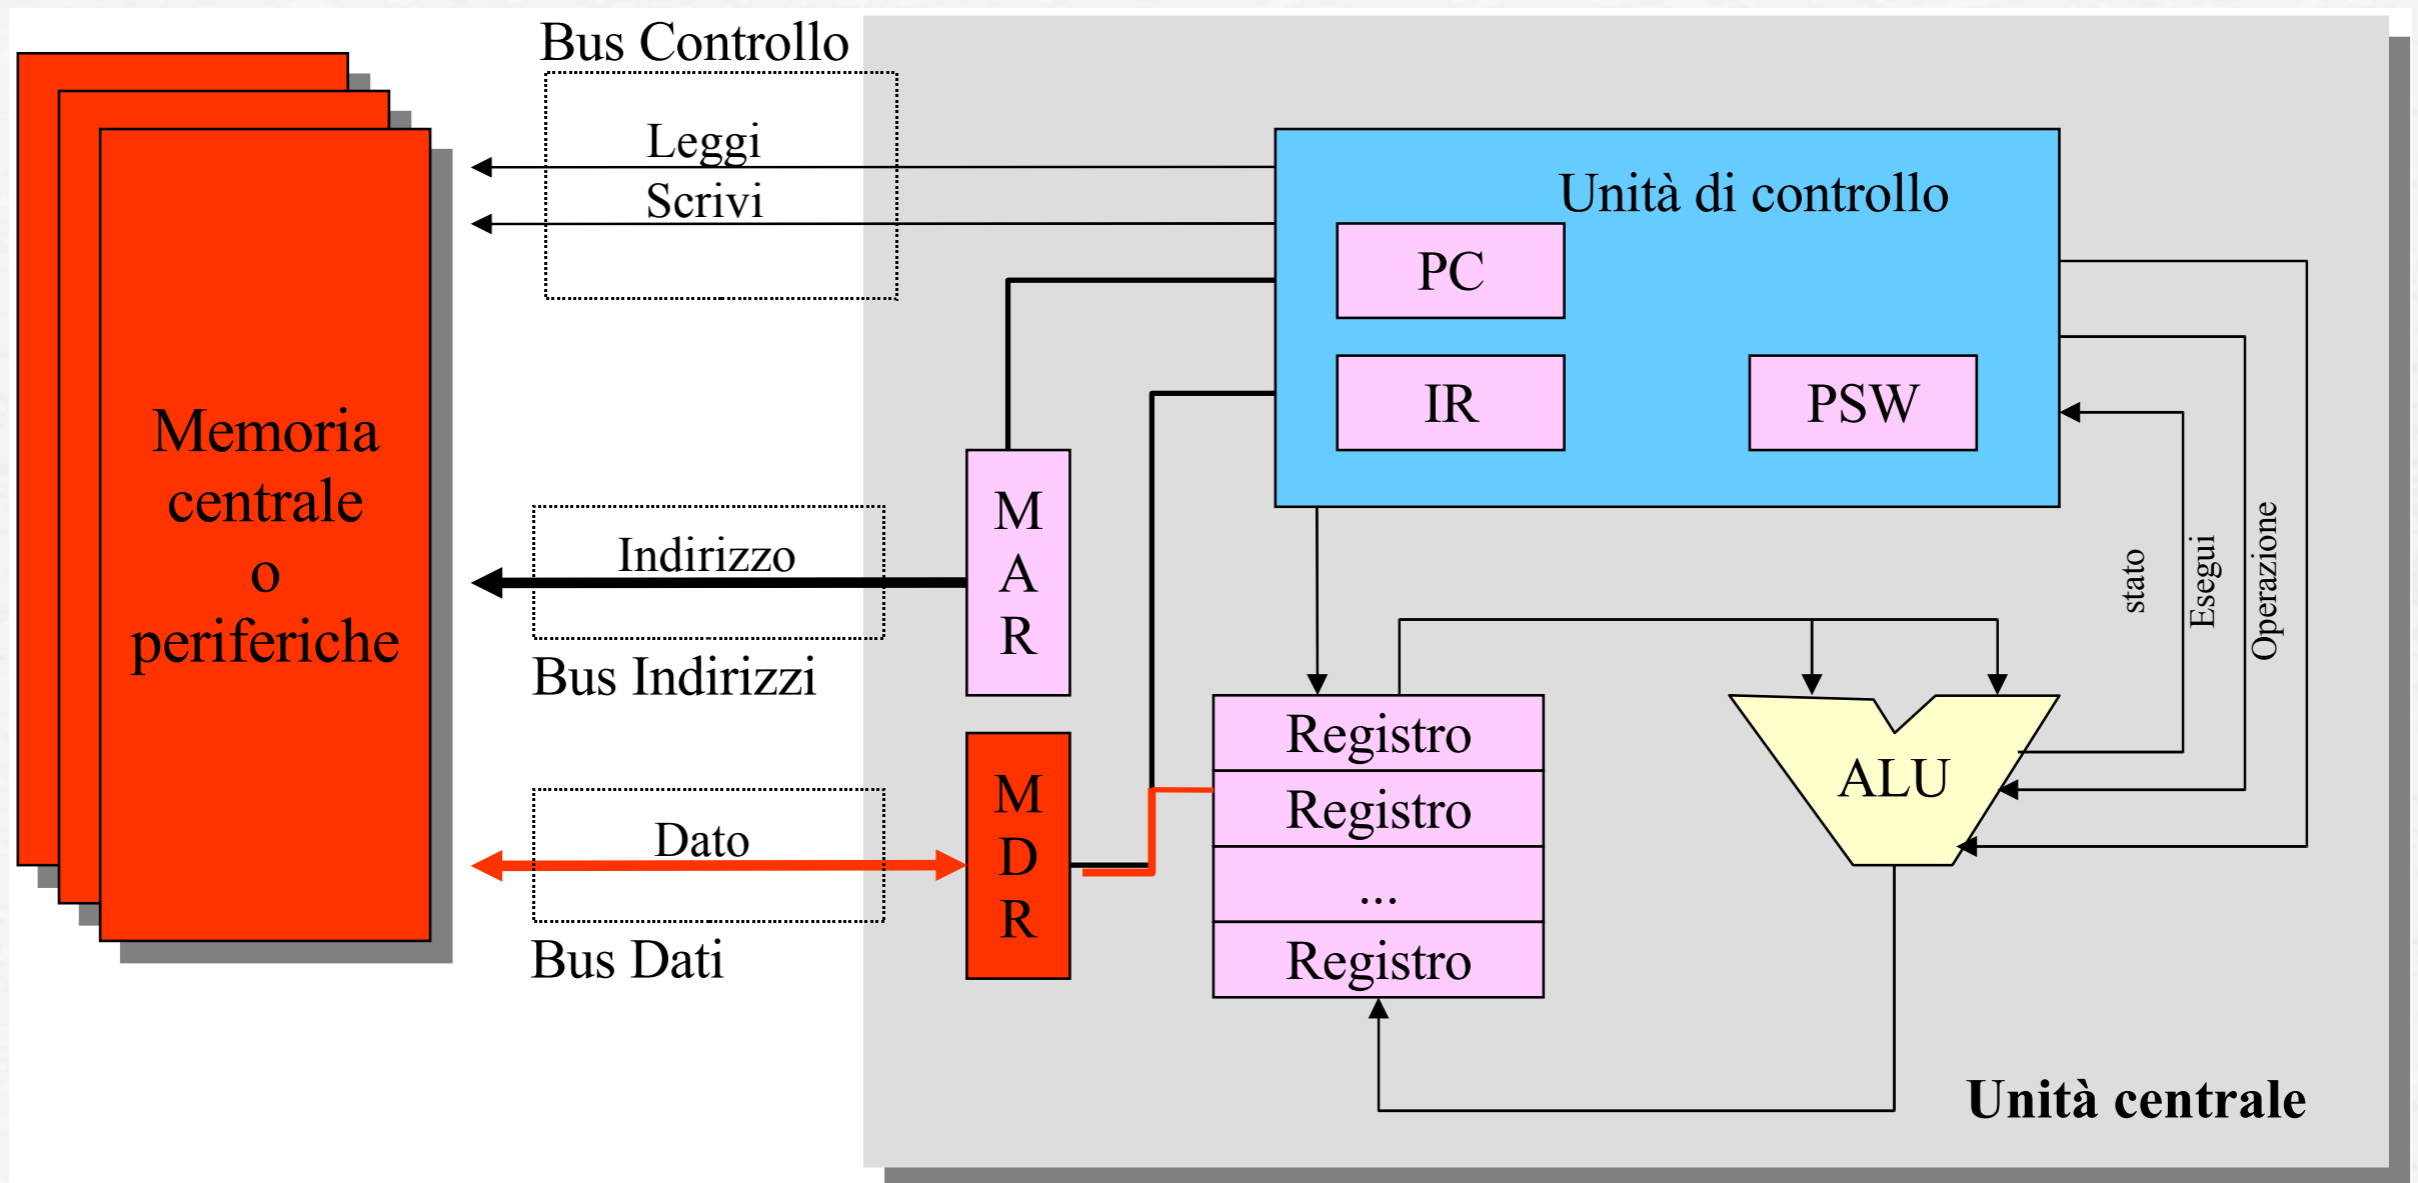 Bus Controllo
Leggi
Scrivi
Unità di controllo
PC
IR
PSW
Memoria
centrale
o
periferiche
Indirizzo
Bus Indirizzi
M
A
R
stato
Esegui
Operazione
Dato
Bus Dati
M
D
R
Registro
Registro
...
Registro
ALU
Unità centrale